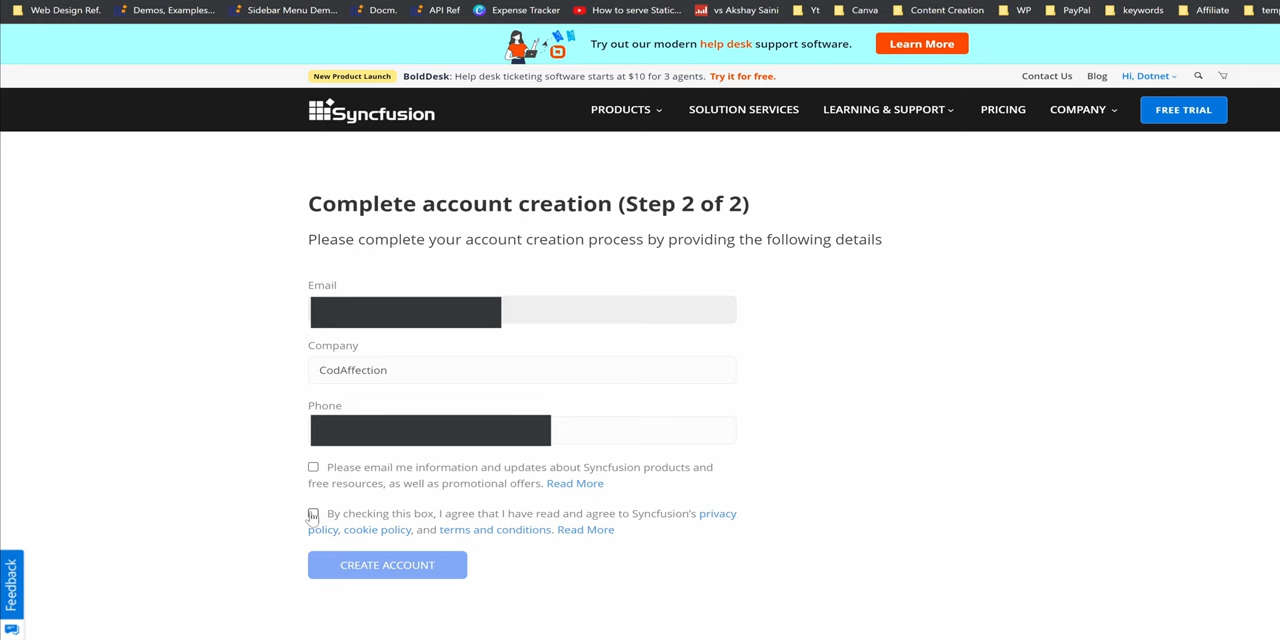 Web Design Ref. Demos, Examples... Sidebar Menu Dem... Docm. API Ref Expense Tracker How to serve Static... vs Akshay Saini Yt Canva Content Creation WP PayPal keywords Affiliate temp
Try out our modern help desk support software. Learn More
New Product Launch BoldDesk: Help desk ticketing software starts at $10 for 3 agents. Try it for free. Contact Us Blog Hi, Dotnet
Syncfusion PRODUCTS SOLUTION SERVICES LEARNING & SUPPORT PRICING COMPANY FREE TRIAL
Complete account creation (Step 2 of 2)
Please complete your account creation process by providing the following details
Email
Company
CodAffection
Phone
Please email me information and updates about Syncfusion products and
free resources, as well as promotional offers. Read More
By checking this box, I agree that I have read and agree to Syncfusion's privacy
policy, cookie policy, and terms and conditions. Read More
CREATE ACCOUNT
Feedback